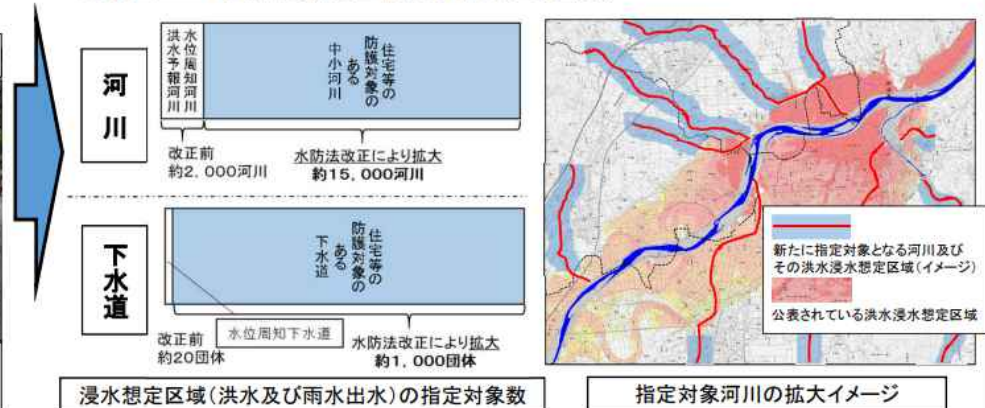 河川
洪水予報河川
水位周知河川
住宅等の
防護対象の
ある
中小河川
改正前
約2,000河川
水防法改正により拡大
約15,000河川
下水道
住宅等の
防護対象の
ある
下水道
水位周知下水道
改正前
約20団体
水防法改正により拡大
約1,000団体
浸水想定区域(洪水及び雨水出水)の指定対象数
新たに指定対象となる河川及び
その洪水浸水想定区域(イメージ)
公表されている洪水浸水想定区域
指定対象河川の拡大イメージ